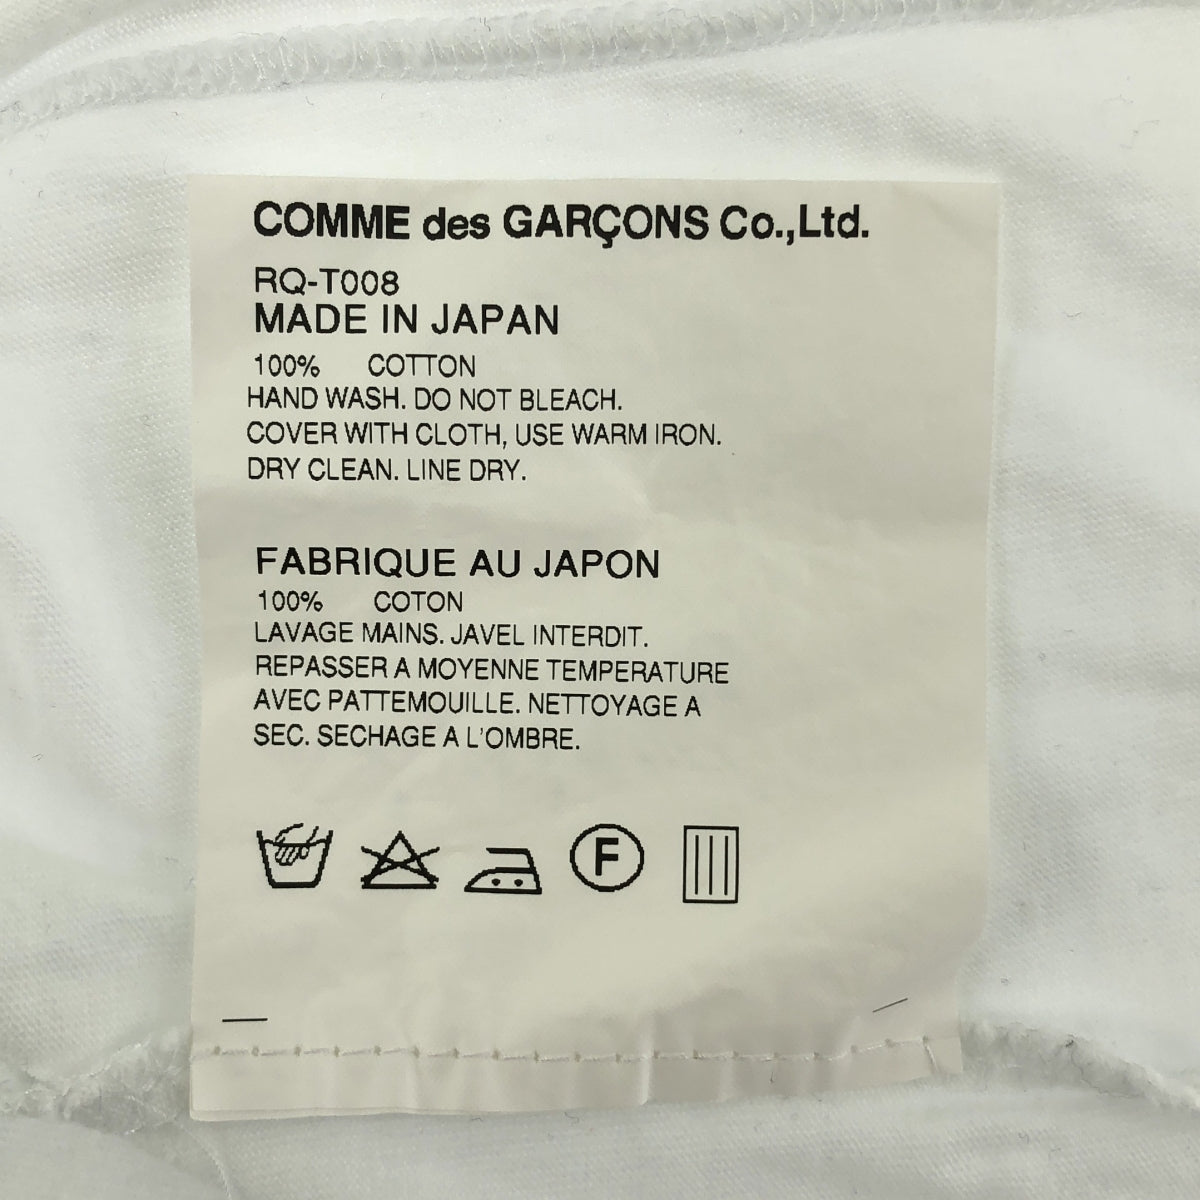 COMME des GARÇONS Co.,Ltd.
RQ-T008
MADE IN JAPAN
100% COTTON
HAND WASH. DO NOT BLEACH.
COVER WITH CLOTH, USE WARM IRON.
DRY CLEAN. LINE DRY.
FABRIQUE AU JAPON
100% COTON
LAVAGE MAINS. JAVEL INTERDIT.
REPASSER A MOYENNE TEMPERATURE
AVEC PATTEMOUILLE. NETTOYAGE A
SEC. SECHAGE A L'OMBRE.
F